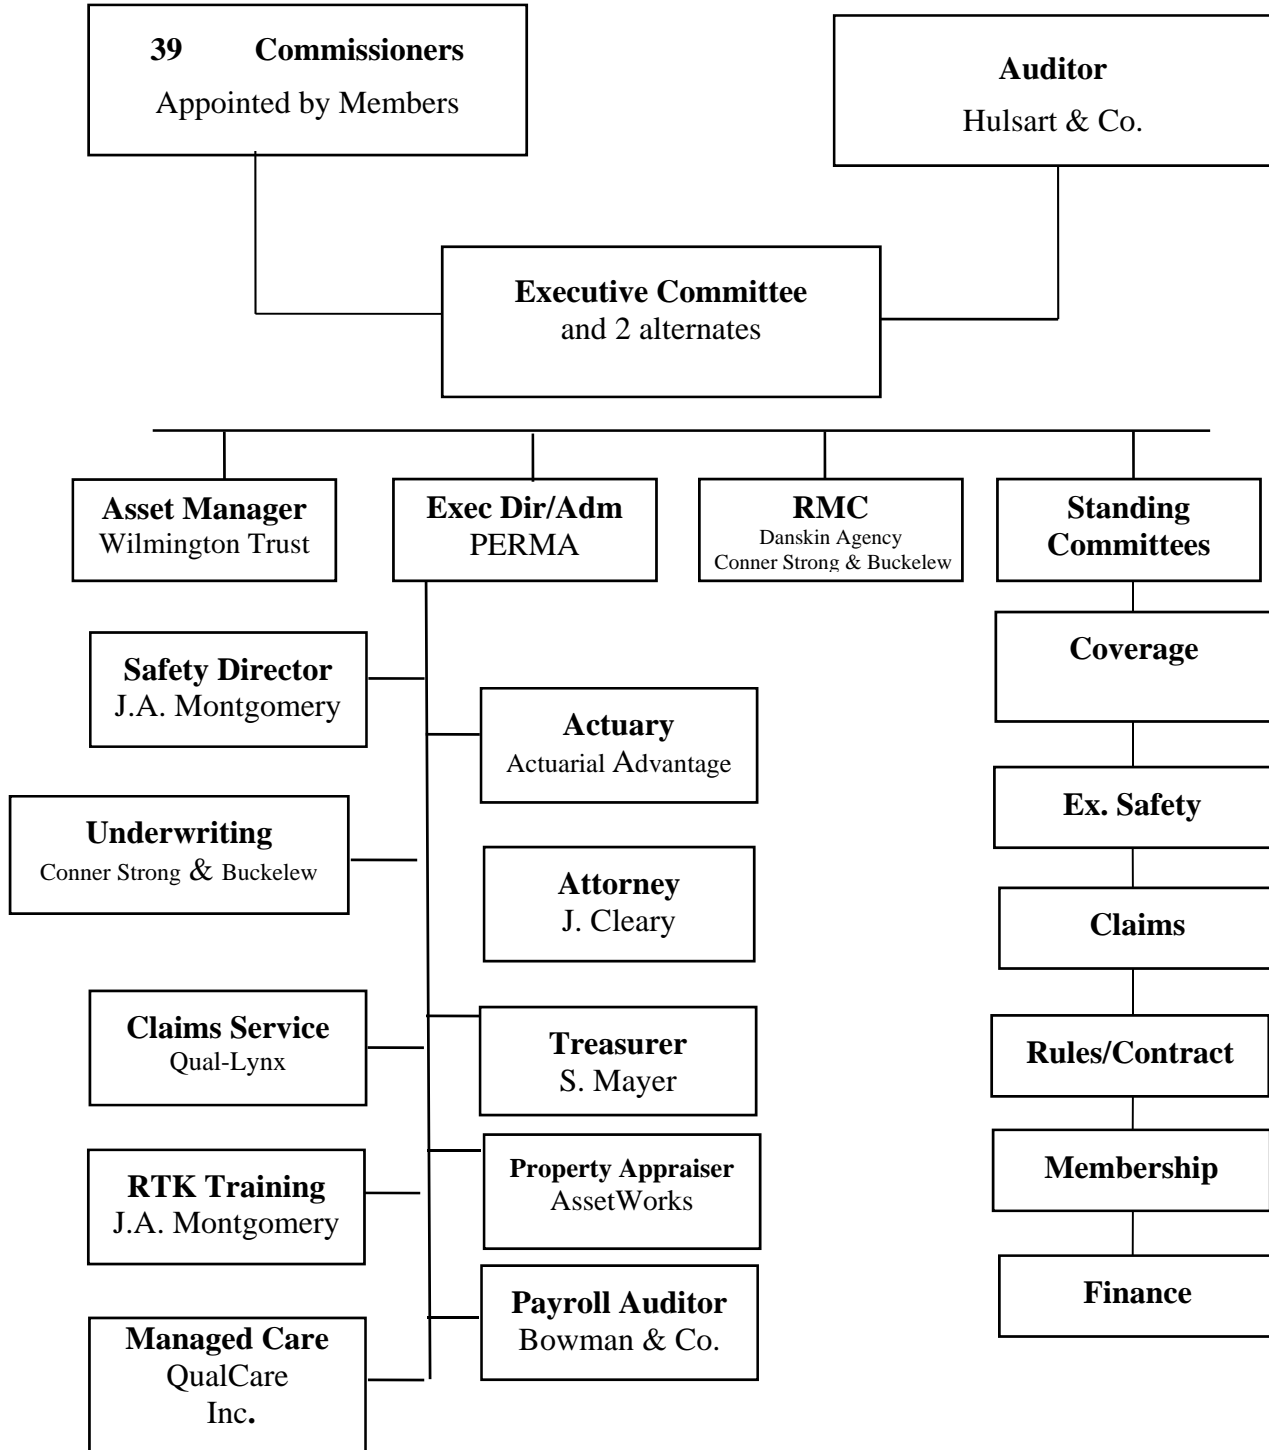 39 Commissioners
Appointed by Members
Auditor
Hulsart & Co.
Executive Committee
and 2 alternates
Asset Manager
Wilmington Trust
Exec Dir/Adm
PERMA
RMC
Danskin Agency
Conner Strong & Buckelew
Standing
Committees
Safety Director
J.A. Montgomery
Actuary
Actuarial Advantage
Underwriting
Conner Strong & Buckelew
Attorney
J. Cleary
Claims Service
Qual-Lynx
Treasurer
S. Mayer
RTK Training
J.A. Montgomery
Property Appraiser
AssetWorks
Managed Care
QualCare
Inc.
Payroll Auditor
Bowman & Co.
Coverage
Ex. Safety
Claims
Rules/Contract
Membership
Finance